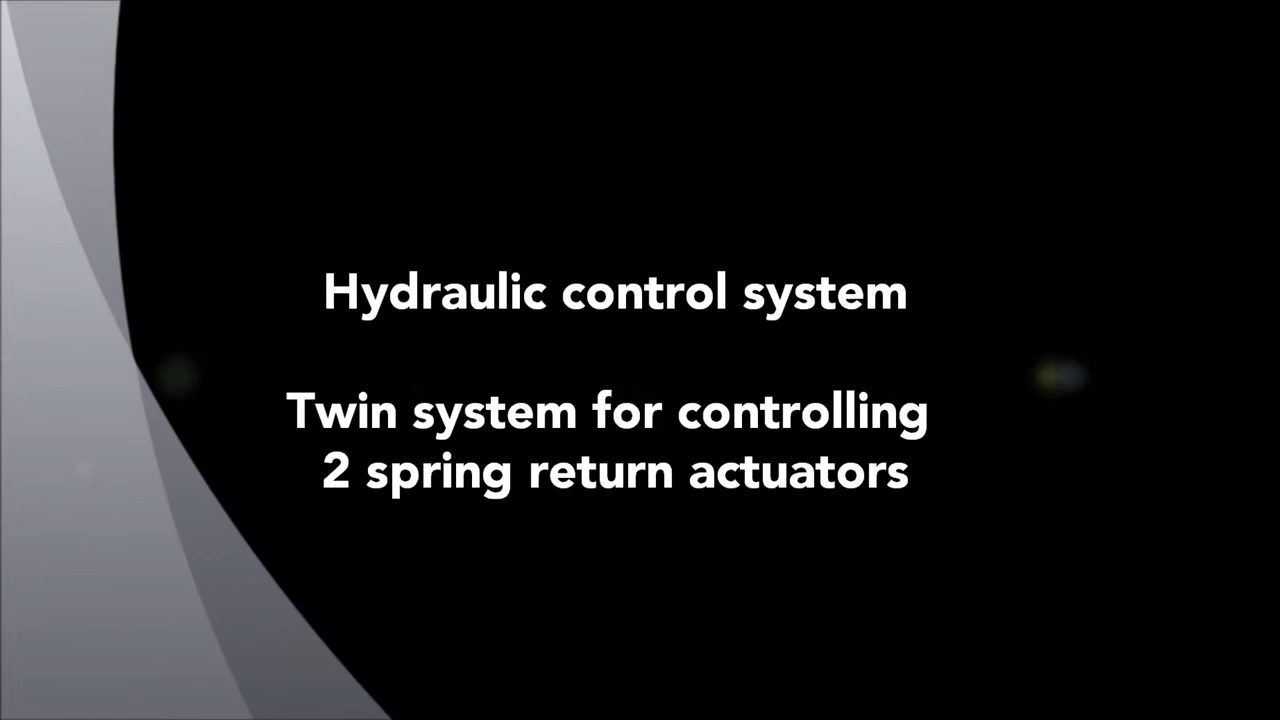 Hydraulic control system
Twin system for controlling
2 spring return actuators